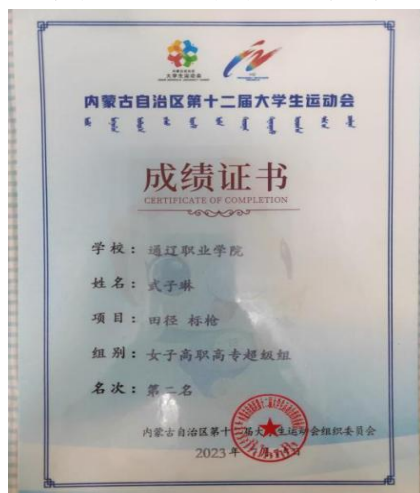 内蒙古自治区第十二届大学生运动会
成绩证书
CERTIFICATE OF COMPLETION
学校：通辽职业学院
姓名：式子琳
项目：田径 标枪
组别：女子高职高专超级组
名次：第二名
内蒙古自治区第十二届大学生运动会组织委员会
2023年